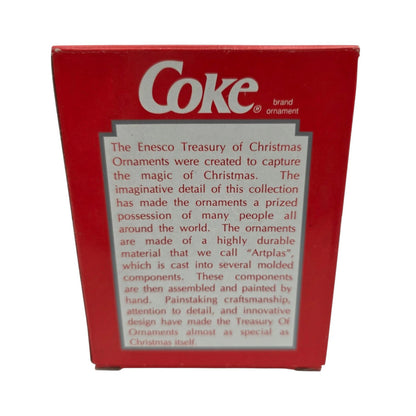 Coke®
brand
ornament
The Enesco Treasury of Christmas
Ornaments were created to capture
the magic of Christmas. The
imaginative detail of this collection
has made the ornaments a prized
possession of many people all
around the world. The ornaments
are made of a highly durable
material that we call "Artplas",
which is cast into several molded
components. These components
are then assembled and painted by
hand. Painstaking craftsmanship,
attention to detail, and innovative
design have made the Treasury Of
Ornaments almost as special as
Christmas itself.